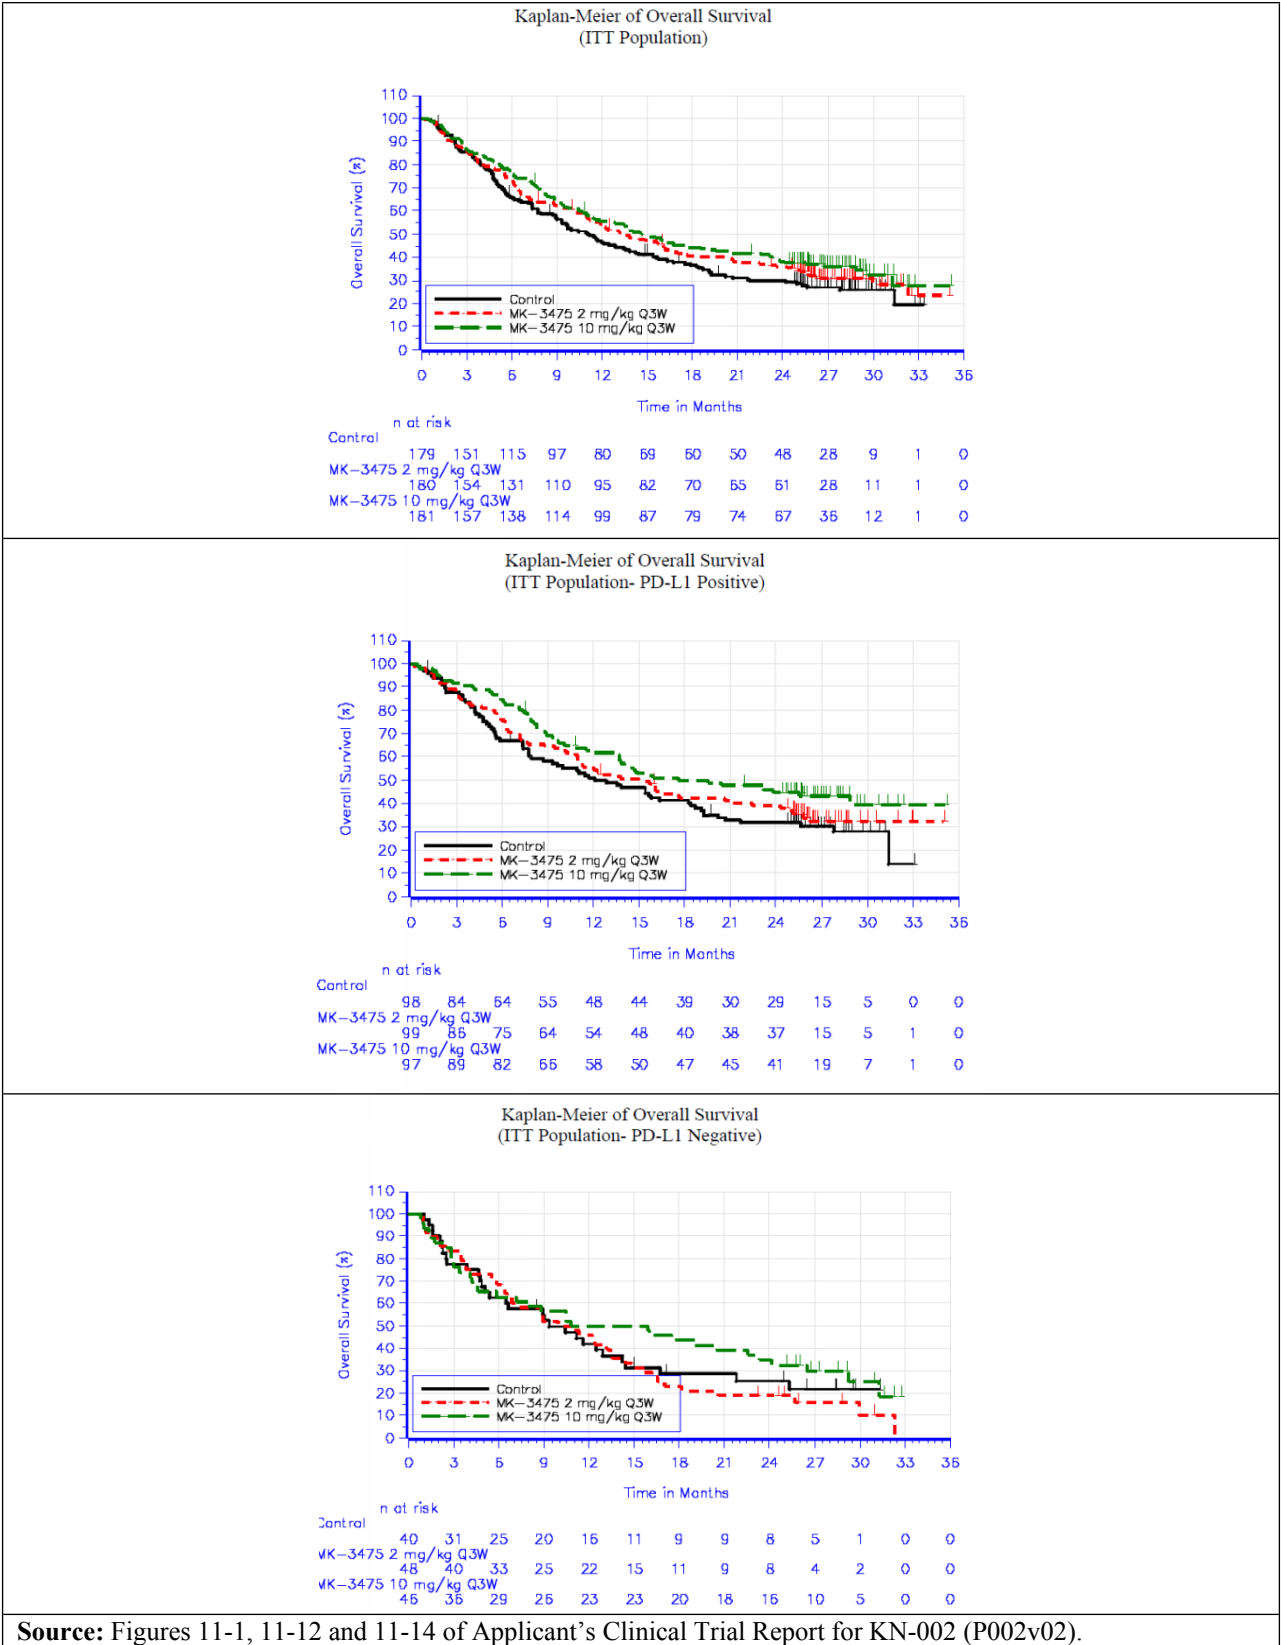 Kaplan-Meier of Overall Survival
(ITT Population)
110
100
90
80
70
60
50
40
30
20
10
0
Overall Survival (%)
Control
MK-3475 2 mg/kg Q3W
MK-3475 10 mg/kg Q3W
0 3 6 9 12 15 18 21 24 27 30 33 36
Time in Months
n at risk
Control
179 151 115 97 80 69 60 50 48 28 9 1 0
MK-3475 2 mg/kg Q3W
180 154 131 110 95 82 70 65 61 28 11 1 0
MK-3475 10 mg/kg Q3W
181 157 138 114 99 87 79 74 67 36 12 1 0
Kaplan-Meier of Overall Survival
(ITT Population- PD-L1 Positive)
110
100
90
80
70
60
50
40
30
20
10
0
Overall Survival (%)
Control
MK-3475 2 mg/kg Q3W
MK-3475 10 mg/kg Q3W
0 3 6 9 12 15 18 21 24 27 30 33 36
Time in Months
n at risk
Control
98 84 64 55 48 44 39 30 29 15 5 0 0
MK-3475 2 mg/kg Q3W
99 86 75 64 54 48 40 38 37 15 5 1 0
MK-3475 10 mg/kg Q3W
97 89 82 66 58 50 47 45 41 19 7 1 0
Kaplan-Meier of Overall Survival
(ITT Population- PD-L1 Negative)
110
100
90
80
70
60
50
40
30
20
10
0
Overall Survival (%)
Control
MK-3475 2 mg/kg Q3W
MK-3475 10 mg/kg Q3W
0 3 6 9 12 15 18 21 24 27 30 33 36
Time in Months
n at risk
Control
40 31 25 20 16 11 9 9 8 5 1 0 0
MK-3475 2 mg/kg Q3W
48 40 33 25 22 15 11 9 8 4 2 0 0
MK-3475 10 mg/kg Q3W
46 36 29 26 23 23 20 18 16 10 5 0 0
Source: Figures 11-1, 11-12 and 11-14 of Applicant's Clinical Trial Report for KN-002 (P002v02).